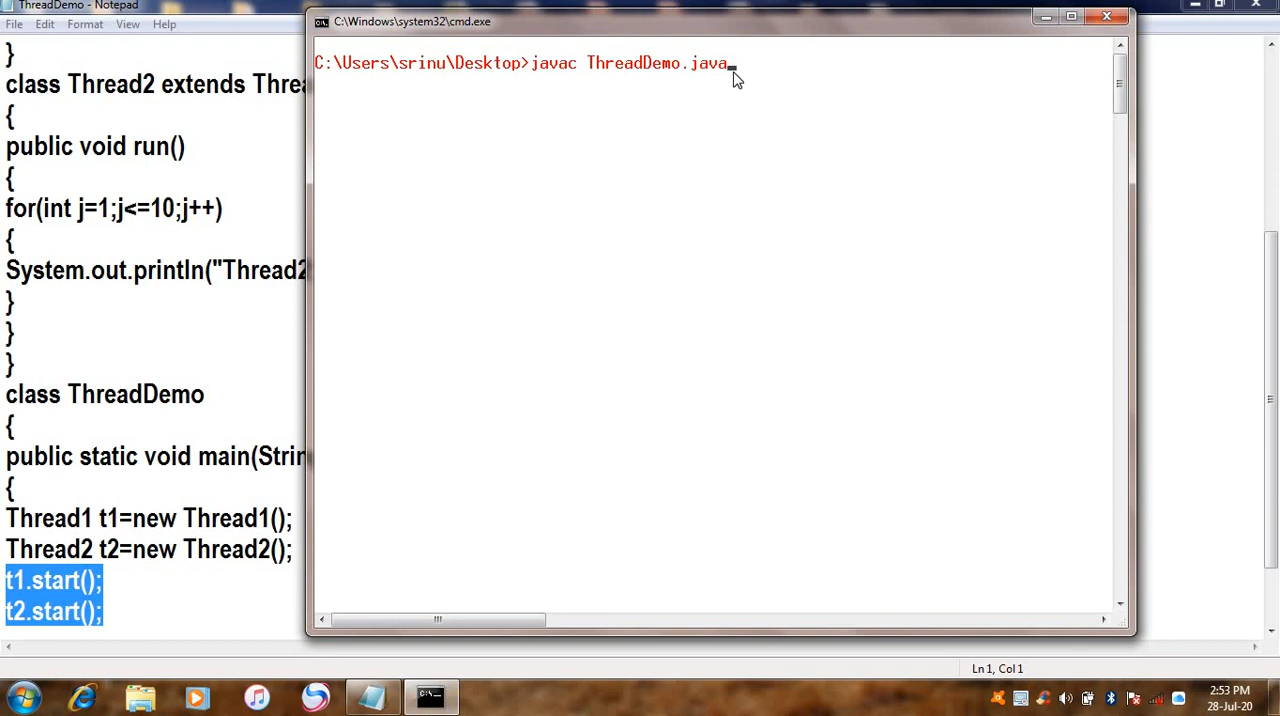 ThreadDemo - Notepad
File Edit Format View Help
}
class Thread2 extends Threa
{
public void run()
{
for(int j=1;j<=10;j++)
{
System.out.println("Thread2
}
}
}
class ThreadDemo
{
public static void main(Strin
{
Thread1 t1=new Thread1();
Thread2 t2=new Thread2();
t1.start();
t2.start();
C:\Windows\system32\cmd.exe
C:\Users\srinu\Desktop>javac ThreadDemo.java
Ln 1, Col 1
2:53 PM
28-Jul-20